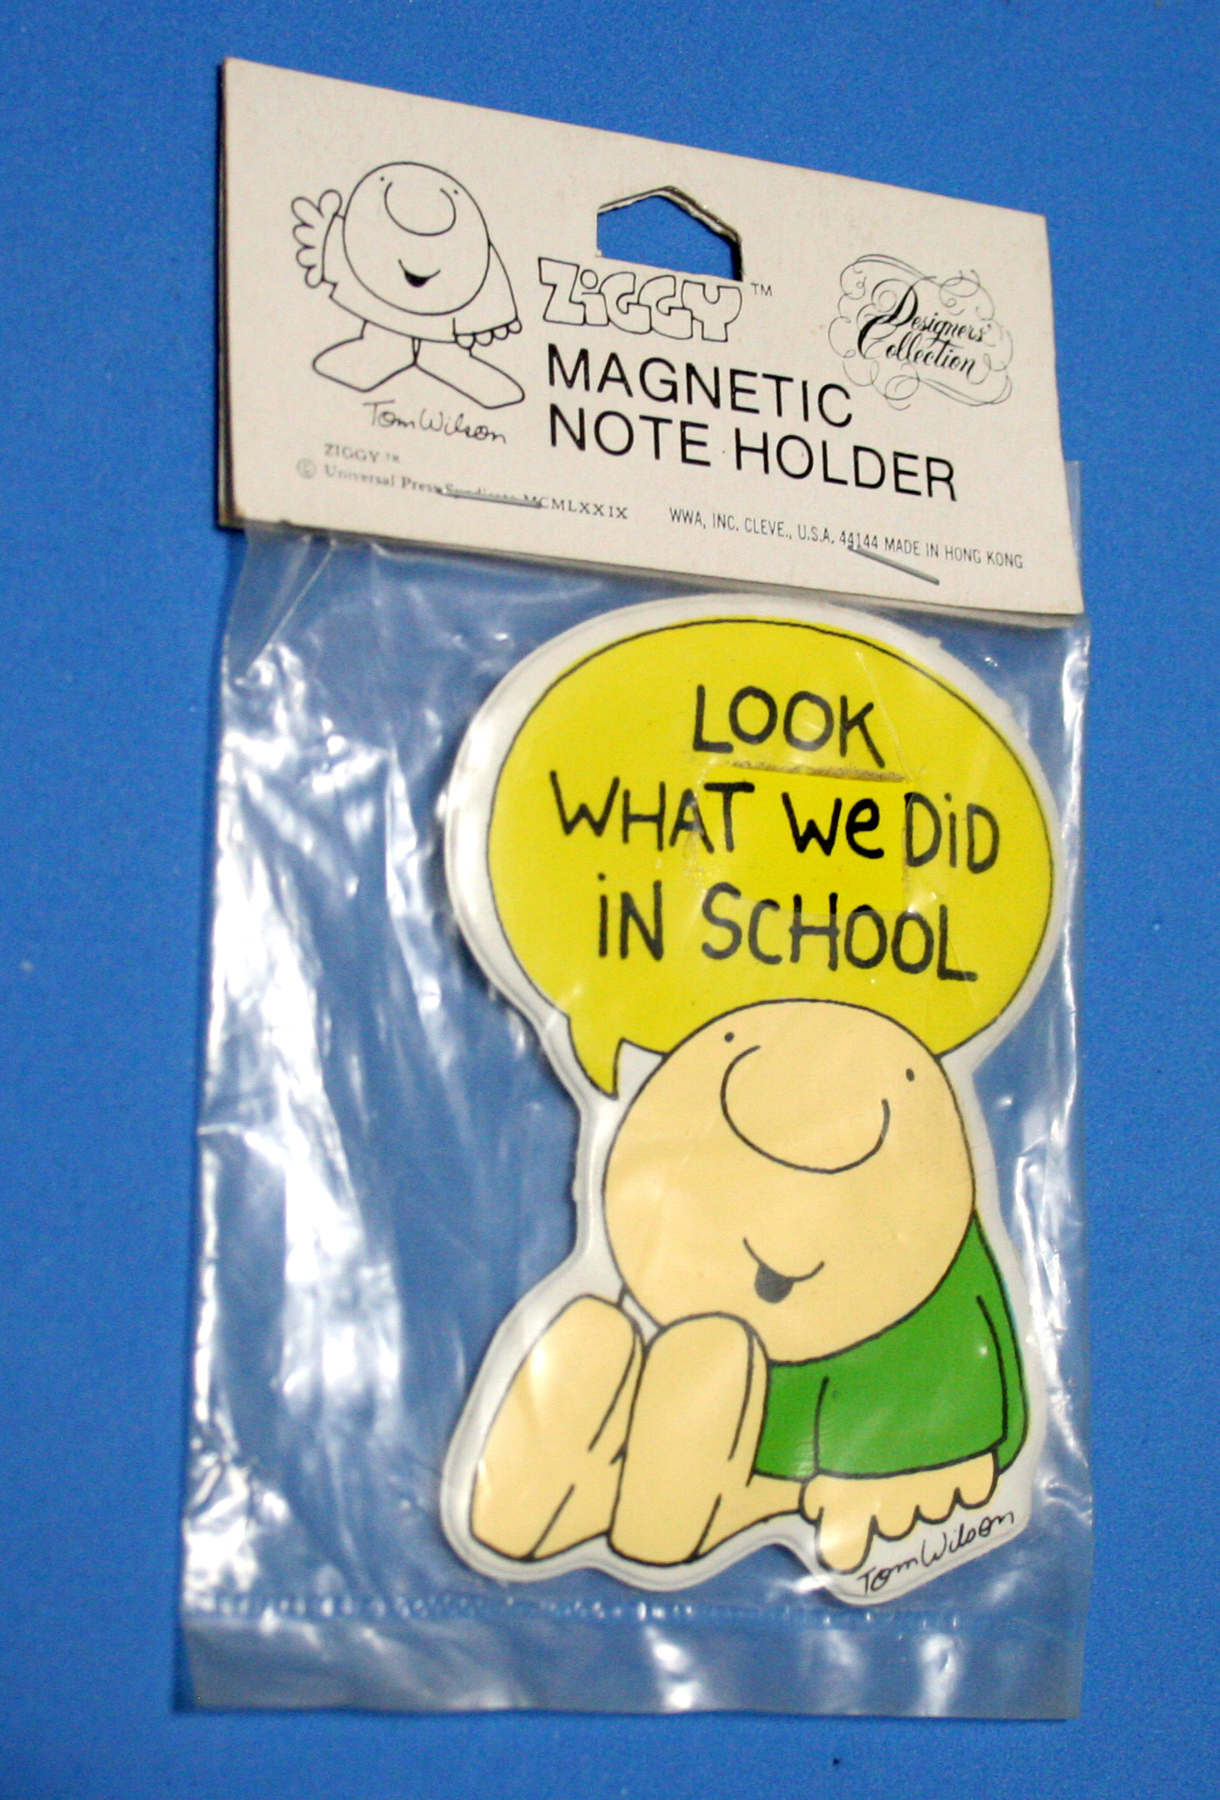 ZiGGY™
MAGNETIC
NOTE HOLDER
Designers'
Collection
Tom Wilson
ZIGGY™
© Universal Press Syndicate MCMLXXIX
WWA, INC. CLEVE., U.S.A. 44144 MADE IN HONG KONG
LOOK
WHAT We DiD
iN SCHOOL
Tom Wilson